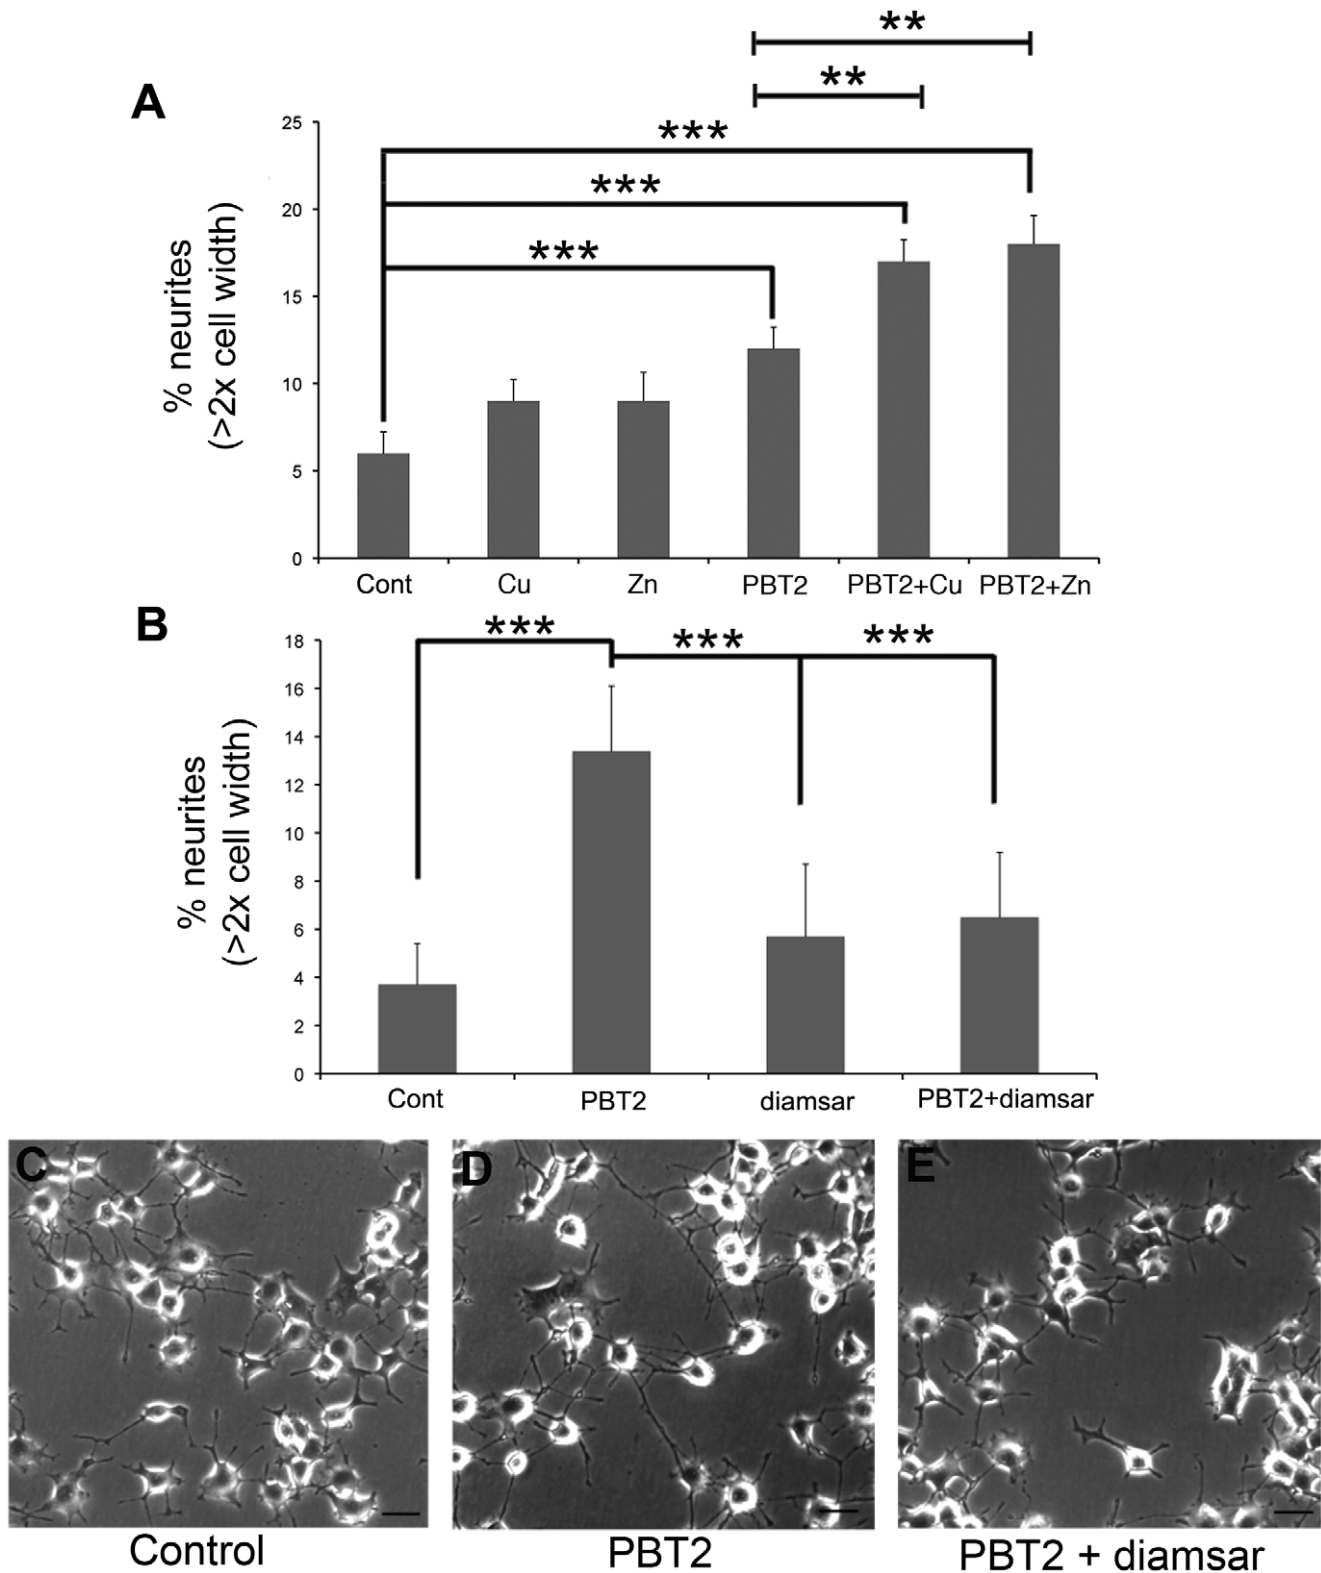 **
**
A
***
***
***
25
20
15
10
5
0
% neurites
(>2x cell width)
Cont Cu Zn PBT2 PBT2+Cu PBT2+Zn
B
*** *** ***
18
16
14
12
10
8
6
4
2
0
% neurites
(>2x cell width)
Cont PBT2 diamsar PBT2+diamsar
C D E
Control PBT2 PBT2 + diamsar